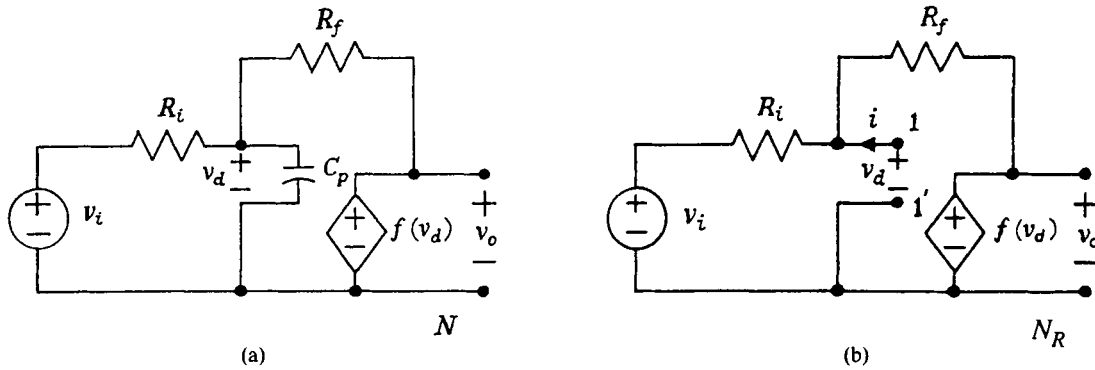 R_f
R_i
+
v_d
−
C_p
+
−
v_i
+
−
f(v_d)
+
v_o
−
N
(a)
R_f
R_i
i
1
+
v_d
−
1'
+
−
v_i
+
−
f(v_d)
+
v_o
−
N_R
(b)